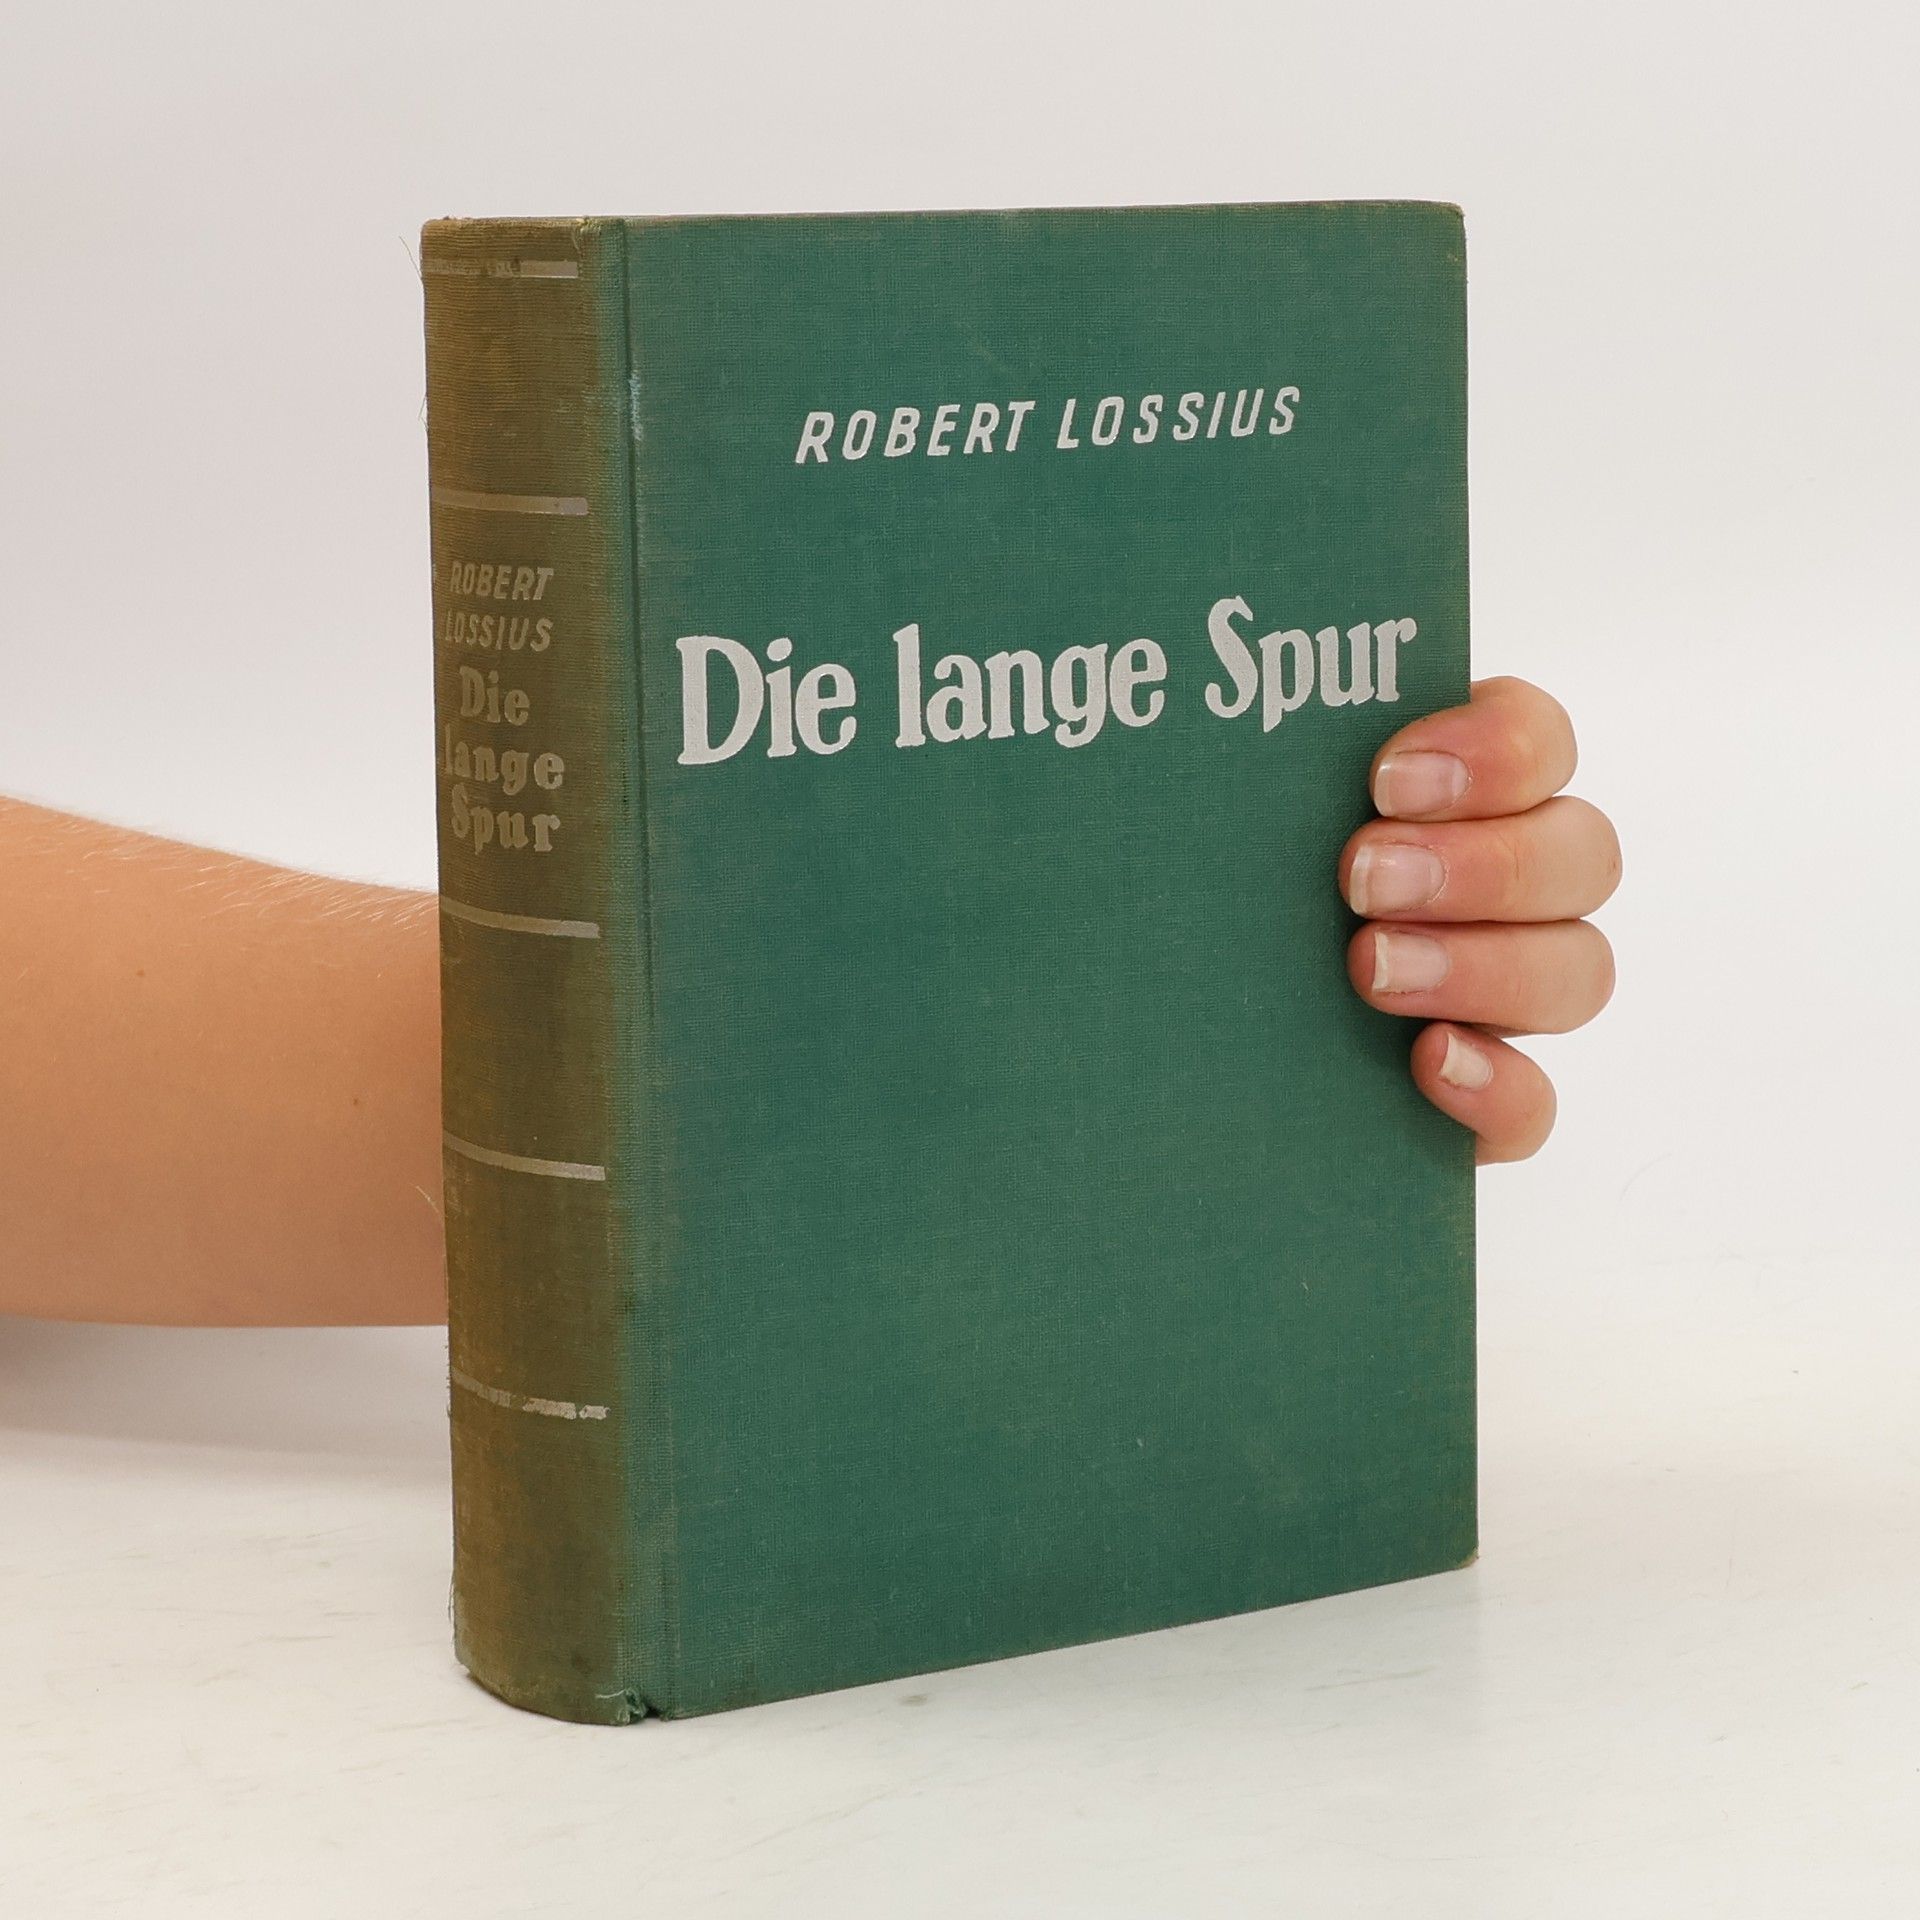 ROBERT
LOSSIUS
Die
lange
Spur
ROBERT LOSSIUS
Die lange Spur